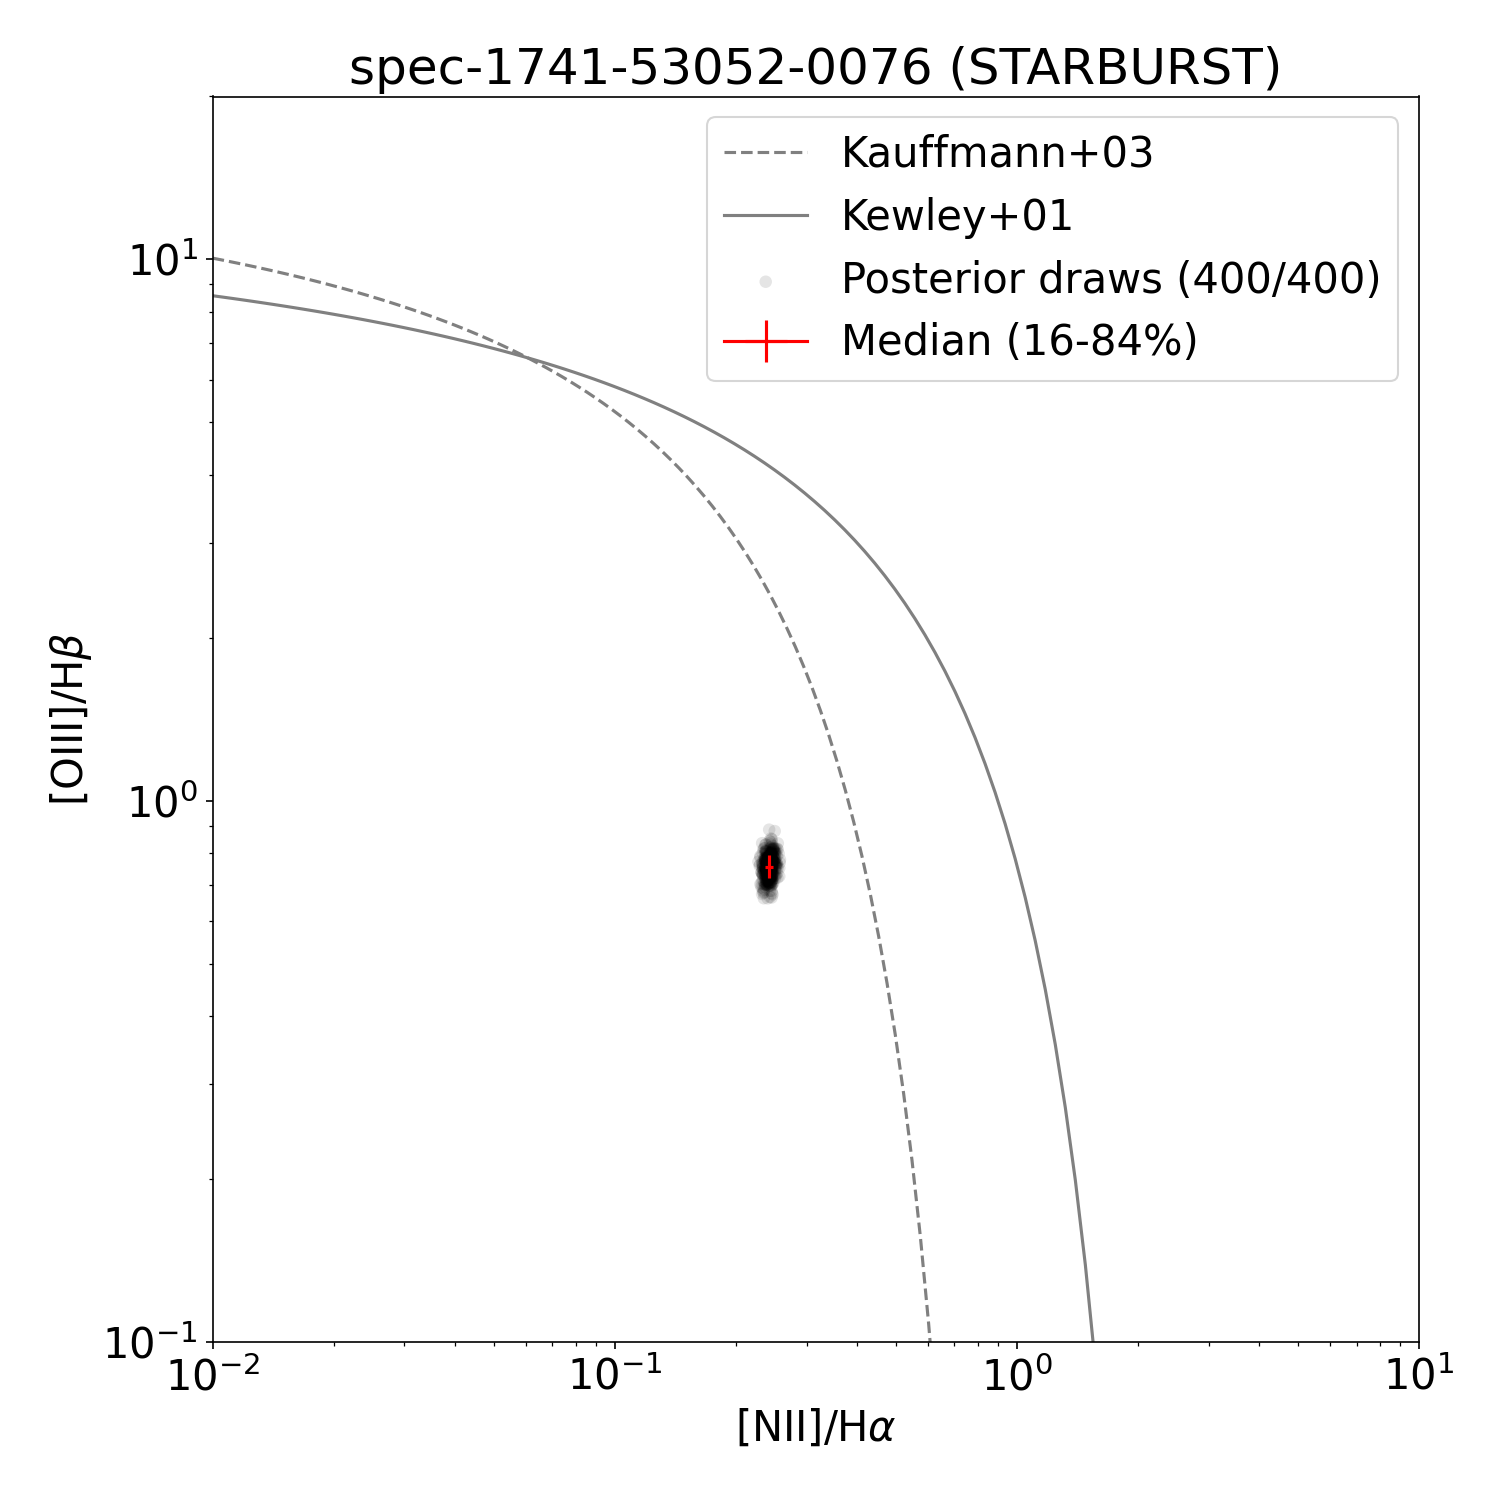 spec-1741-53052-0076 (STARBURST)
Kauffmann+03
Kewley+01
Posterior draws (400/400)
Median (16-84%)
10¹
10⁰
10⁻¹
[OIII]/Hβ
10⁻²
10⁻¹
10⁰
10¹
[NII]/Hα